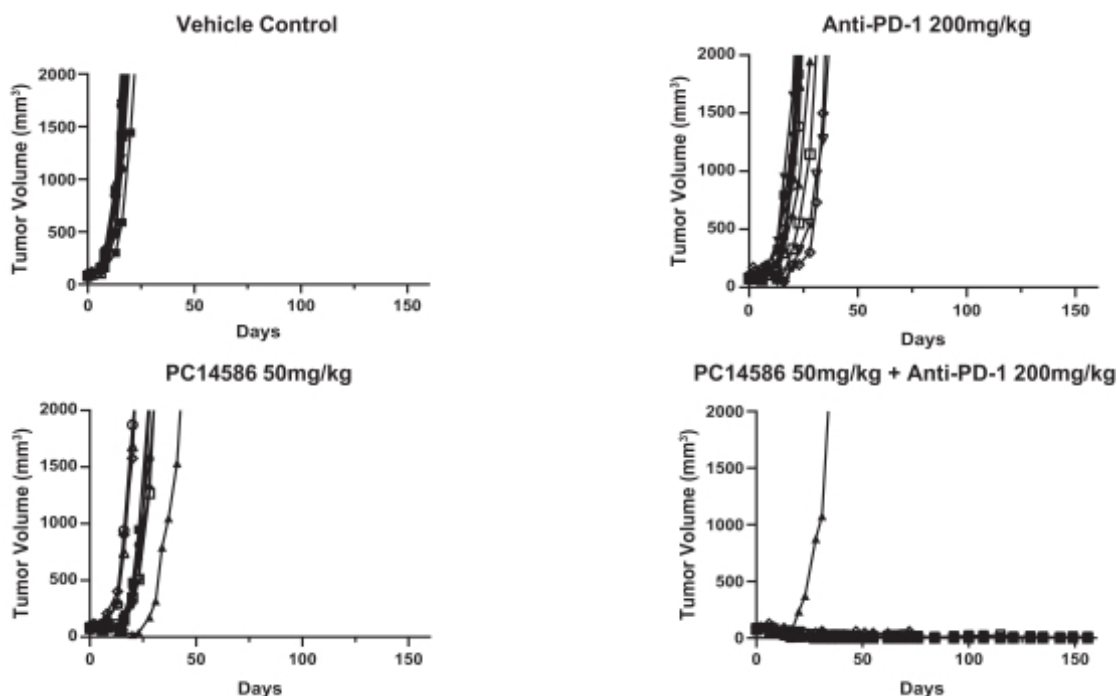 Vehicle Control
Tumor Volume (mm³)
2000
1500
1000
500
0
0 50 100 150
Days
Anti-PD-1 200mg/kg
Tumor Volume (mm³)
2000
1500
1000
500
0
0 50 100 150
Days
PC14586 50mg/kg
Tumor Volume (mm³)
2000
1500
1000
500
0
0 50 100 150
Days
PC14586 50mg/kg + Anti-PD-1 200mg/kg
Tumor Volume (mm³)
2000
1500
1000
500
0
0 50 100 150
Days